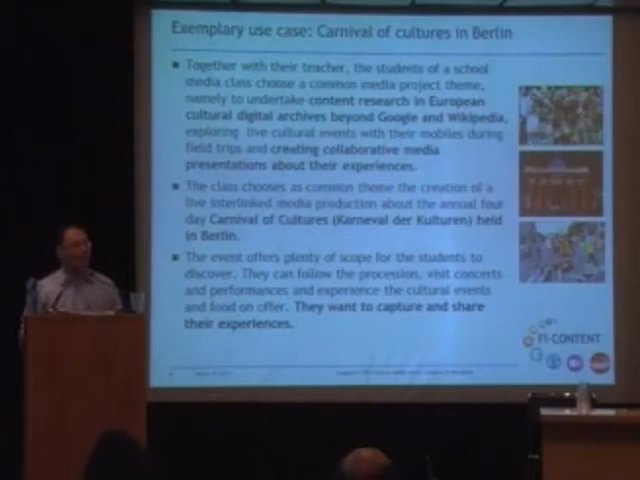 Exemplary use case: Carnival of cultures in Berlin
Together with their teacher, the students of a school
media class choose a common media project theme,
namely to undertake content research in European
cultural digital archives beyond Google and Wikipedia,
exploring live cultural events with their mobiles during
field trips and creating collaborative media
presentations about their experiences.
The class chooses as common theme the creation of a
live interlinked media production about the annual four
day Carnival of Cultures (Karneval der Kulturen) held
in Berlin.
The event offers plenty of scope for the students to
discover. They can follow the procession, visit concerts
and performances and experience the cultural events
and food on offer. They want to capture and share
their experiences.
FI-CONTENT